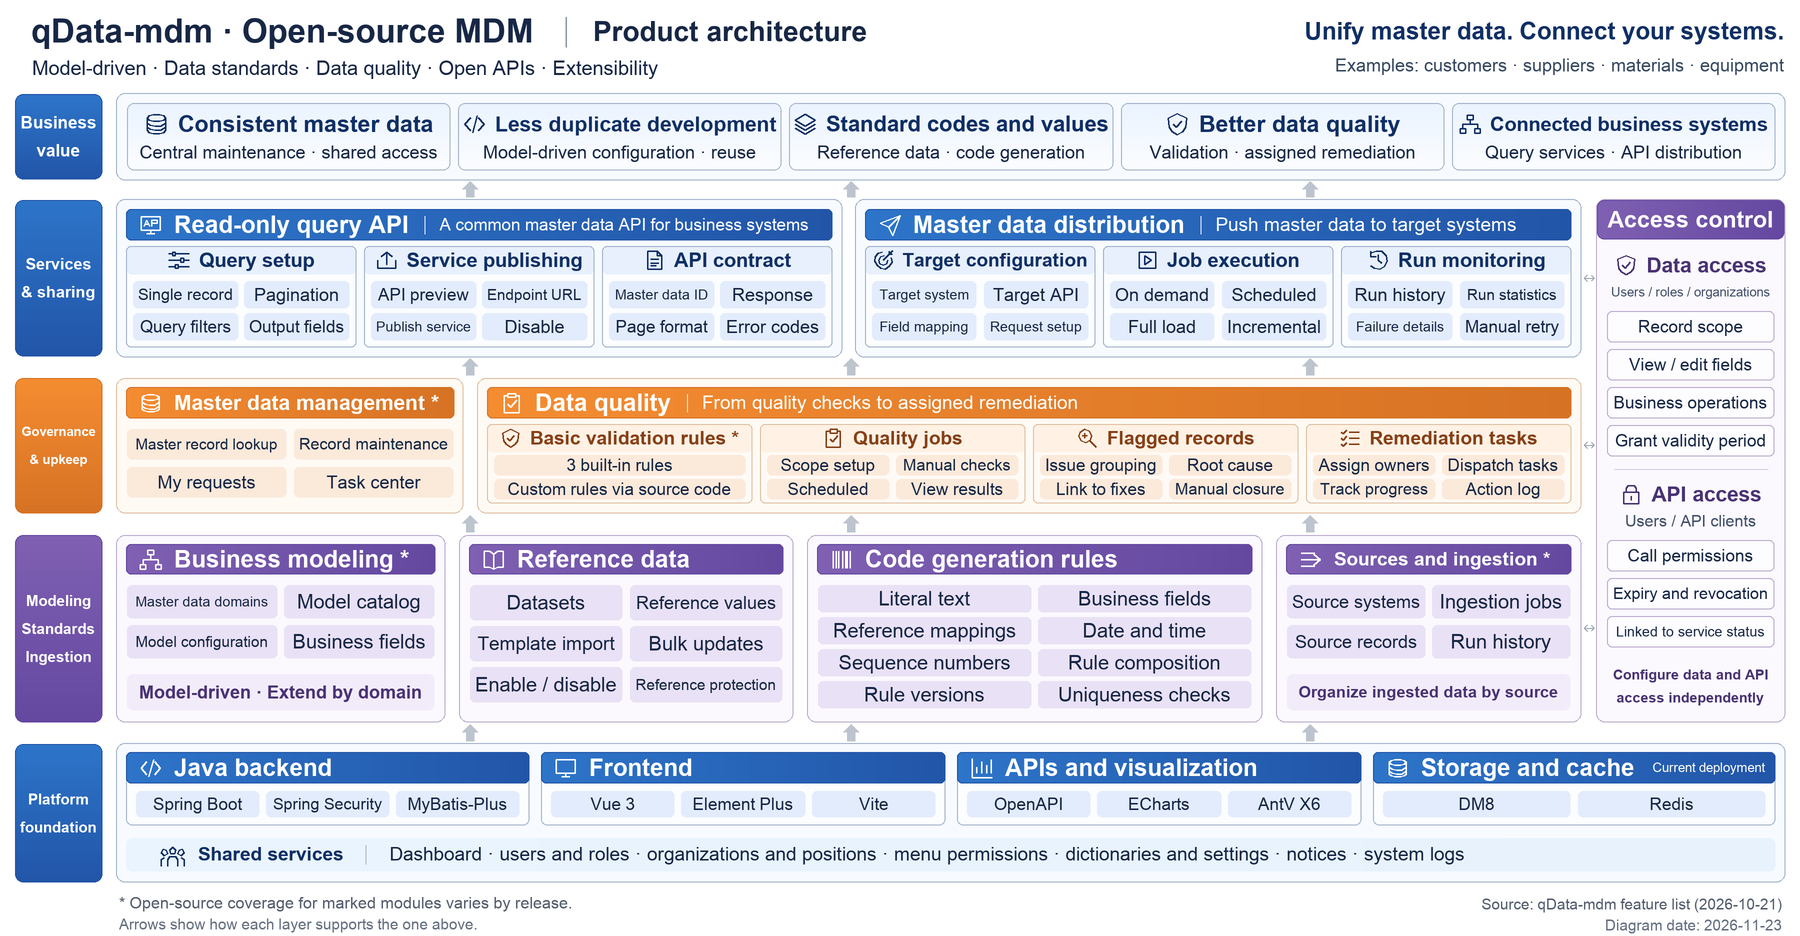 qData-mdm · Open-source MDM
Product architecture
Unify master data. Connect your systems.
Model-driven · Data standards · Data quality · Open APIs · Extensibility
Examples: customers · suppliers · materials · equipment
Business
value
Consistent master data
Central maintenance · shared access
Less duplicate development
Model-driven configuration · reuse
Standard codes and values
Reference data · code generation
Better data quality
Validation · assigned remediation
Connected business systems
Query services · API distribution
Services
& sharing
API
Read-only query API
A common master data API for business systems
Query setup
Single record
Pagination
Query filters
Output fields
Service publishing
API preview
Endpoint URL
Publish service
Disable
API contract
Master data ID
Response
Page format
Error codes
Master data distribution
Push master data to target systems
Target configuration
Target system
Target API
Field mapping
Request setup
Job execution
On demand
Scheduled
Full load
Incremental
Run monitoring
Run history
Run statistics
Failure details
Manual retry
Access control
Data access
Users / roles / organizations
Record scope
View / edit fields
Business operations
Grant validity period
API access
Users / API clients
Call permissions
Expiry and revocation
Linked to service status
Configure data and API
access independently
Governance
& upkeep
Master data management *
Master record lookup
Record maintenance
My requests
Task center
Data quality
From quality checks to assigned remediation
Basic validation rules *
3 built-in rules
Custom rules via source code
Quality jobs
Scope setup
Manual checks
Scheduled
View results
Flagged records
Issue grouping
Root cause
Link to fixes
Manual closure
Remediation tasks
Assign owners
Dispatch tasks
Track progress
Action log
Modeling
Standards
Ingestion
Business modeling *
Master data domains
Model catalog
Model configuration
Business fields
Model-driven · Extend by domain
Reference data
Datasets
Reference values
Template import
Bulk updates
Enable / disable
Reference protection
Code generation rules
Literal text
Business fields
Reference mappings
Date and time
Sequence numbers
Rule composition
Rule versions
Uniqueness checks
Sources and ingestion *
Source systems
Ingestion jobs
Source records
Run history
Organize ingested data by source
Platform
foundation
Java backend
Spring Boot
Spring Security
MyBatis-Plus
Frontend
Vue 3
Element Plus
Vite
APIs and visualization
OpenAPI
ECharts
AntV X6
Storage and cache
Current deployment
DM8
Redis
Shared services
Dashboard · users and roles · organizations and positions · menu permissions · dictionaries and settings · notices · system logs
* Open-source coverage for marked modules varies by release.
Arrows show how each layer supports the one above.
Source: qData-mdm feature list (2026-10-21)
Diagram date: 2026-11-23